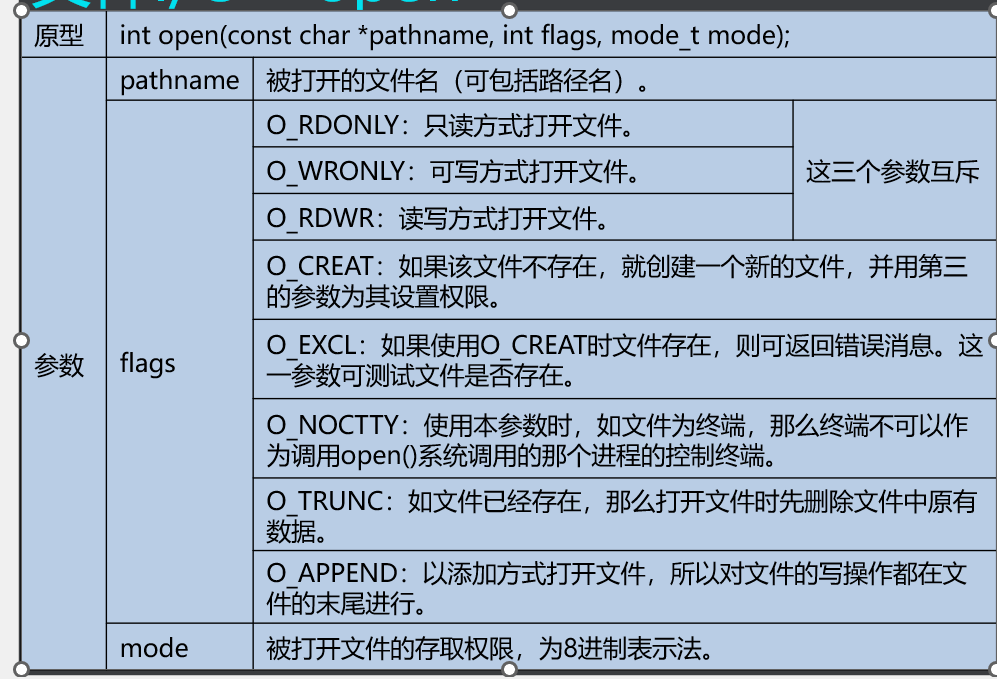 文件I/O open
原型
int open(const char *pathname, int flags, mode_t mode);
参数
pathname
被打开的文件名（可包括路径名）。
flags
O_RDONLY：只读方式打开文件。
O_WRONLY：可写方式打开文件。
O_RDWR：读写方式打开文件。
这三个参数互斥
O_CREAT：如果该文件不存在，就创建一个新的文件，并用第三
的参数为其设置权限。
O_EXCL：如果使用O_CREAT时文件存在，则可返回错误消息。这
一参数可测试文件是否存在。
O_NOCTTY：使用本参数时，如文件为终端，那么终端不可以作
为调用open()系统调用的那个进程的控制终端。
O_TRUNC：如文件已经存在，那么打开文件时先删除文件中原有
数据。
O_APPEND：以添加方式打开文件，所以对文件的写操作都在文
件的末尾进行。
mode
被打开文件的存取权限，为8进制表示法。